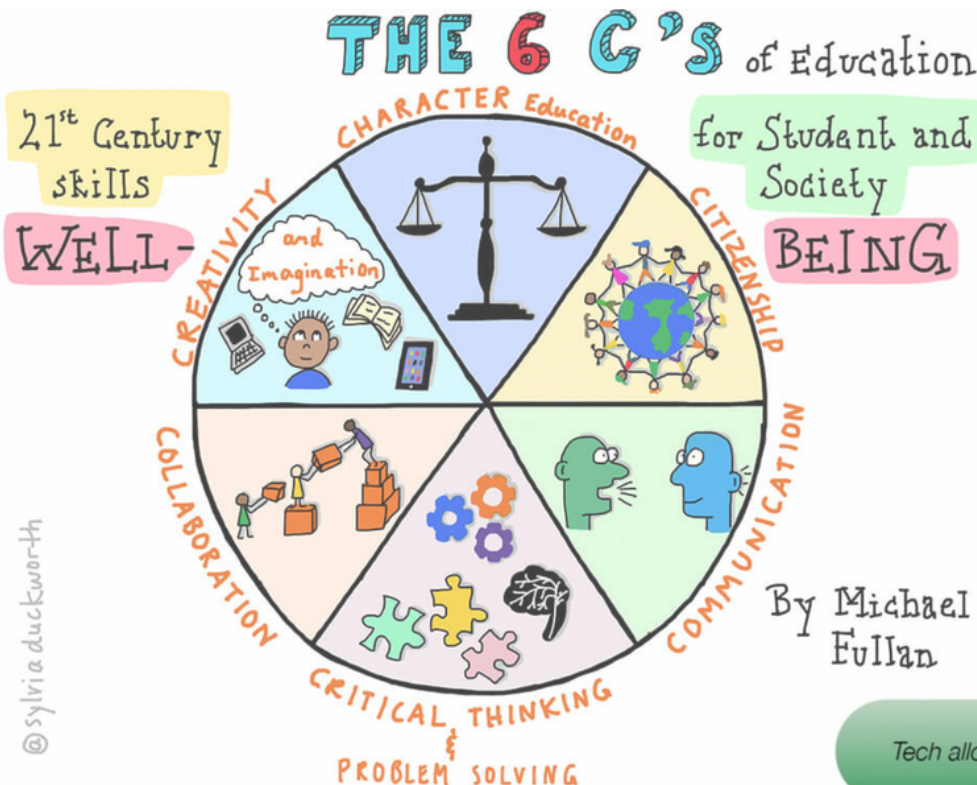 THE 6 C'S of Education
21st Century
skills
WELL-
for Student and
Society
BEING
CHARACTER Education
CITIZENSHIP
COMMUNICATION
CRITICAL THINKING
&
PROBLEM SOLVING
COLLABORATION
CREATIVITY
and
Imagination
By Michael
Fullan
@sylviaduckworth
Tech